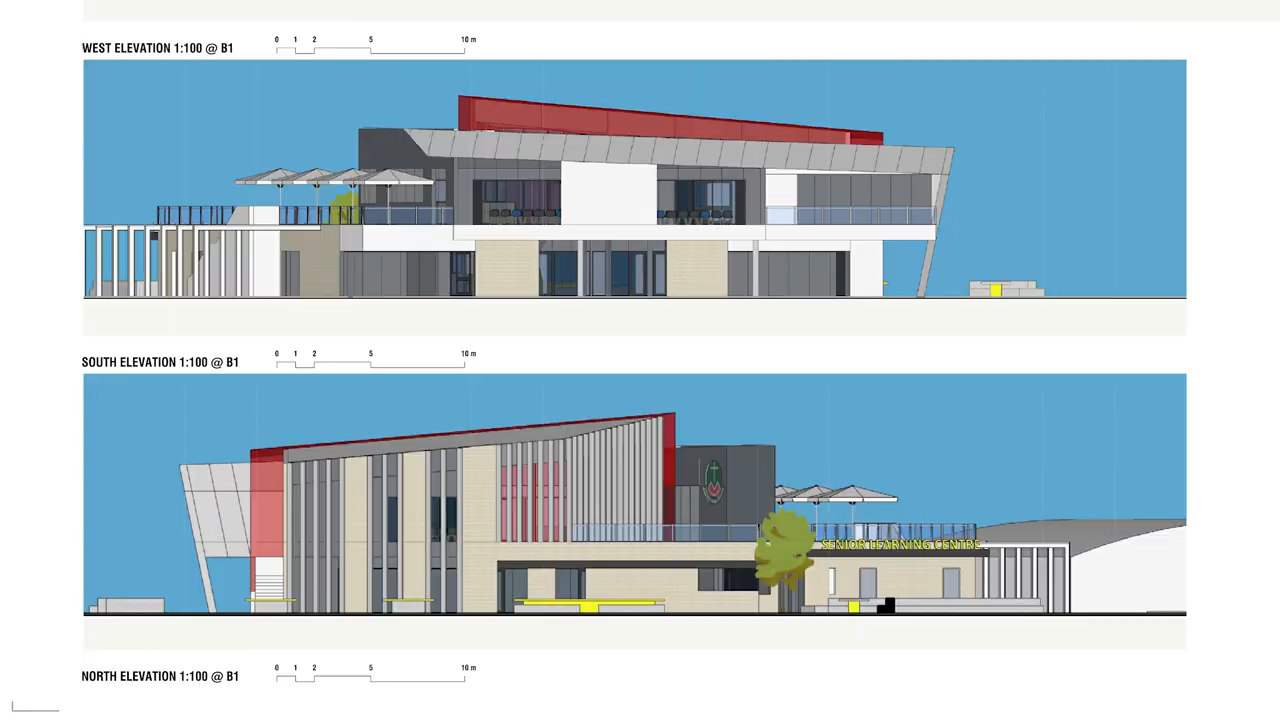 WEST ELEVATION 1:100 @ B1
0 1 2 5 10 m
SOUTH ELEVATION 1:100 @ B1
0 1 2 5 10 m
SENIOR LEARNING CENTRE
NORTH ELEVATION 1:100 @ B1
0 1 2 5 10 m